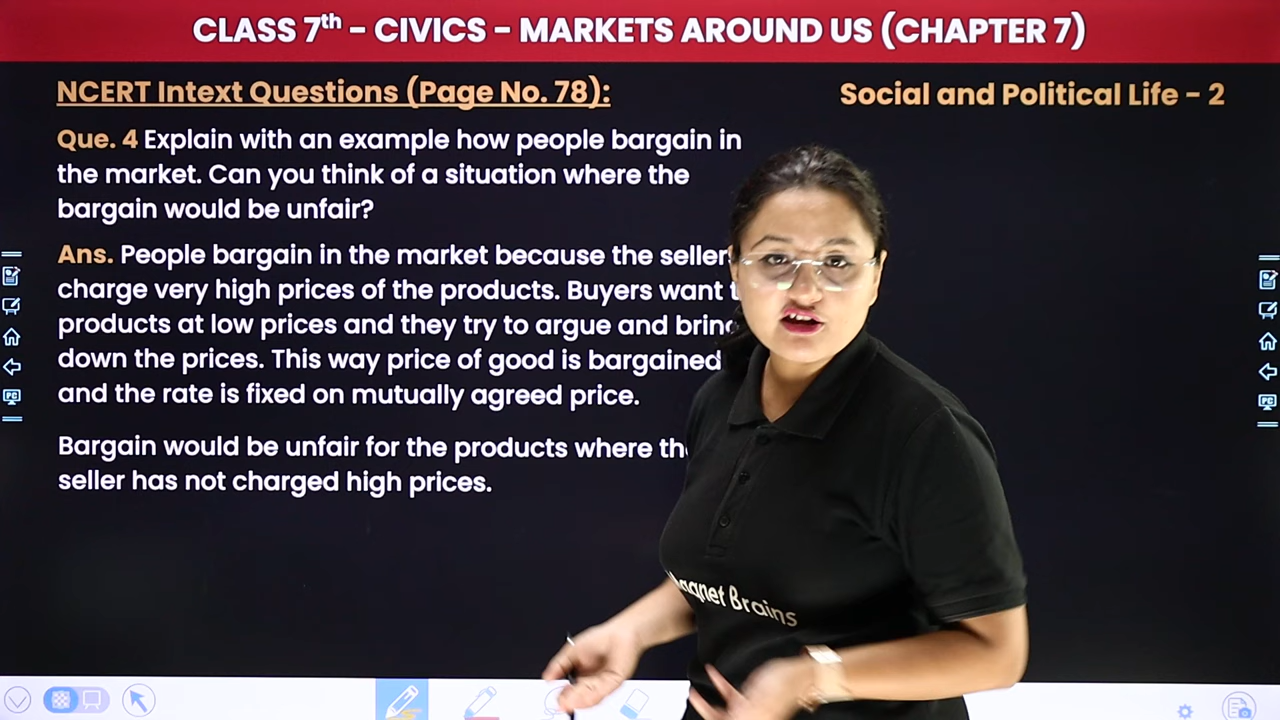 CLASS 7th - CIVICS - MARKETS AROUND US (CHAPTER 7)
NCERT Intext Questions (Page No. 78):
Social and Political Life - 2
Que. 4 Explain with an example how people bargain in
the market. Can you think of a situation where the
bargain would be unfair?
Ans. People bargain in the market because the seller
charge very high prices of the products. Buyers want
products at low prices and they try to argue and bring
down the prices. This way price of good is bargained
and the rate is fixed on mutually agreed price.
Bargain would be unfair for the products where the
seller has not charged high prices.
Brains
PC
PC